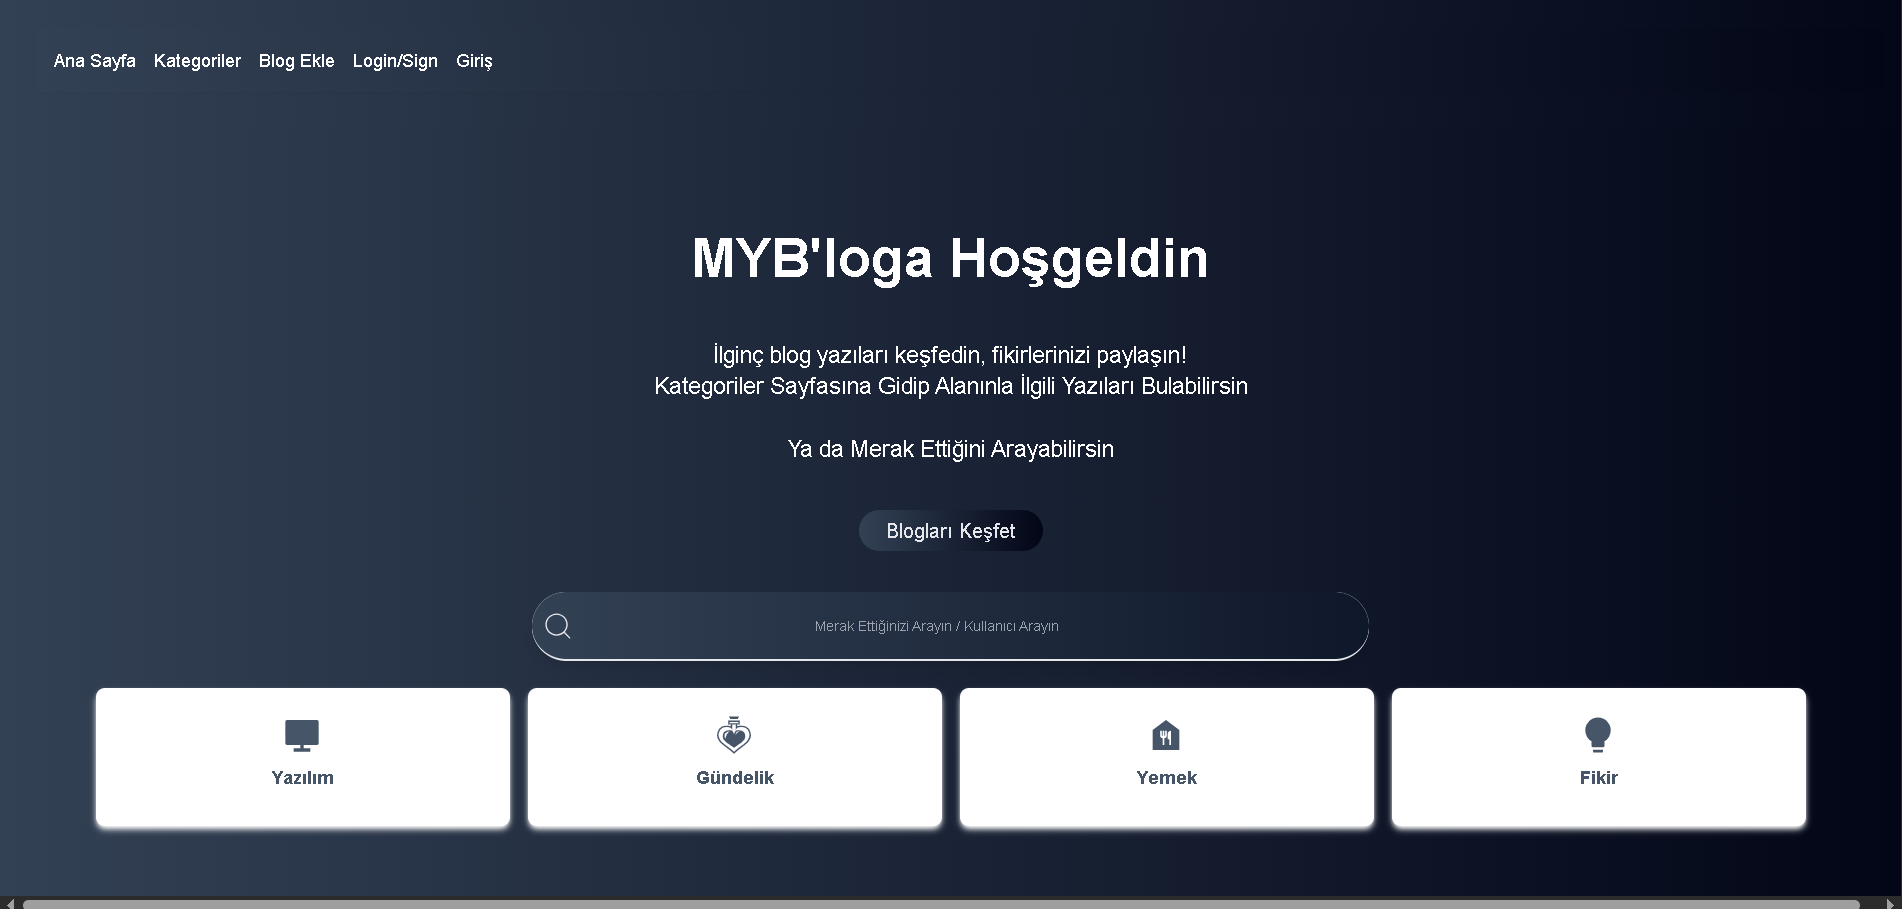 Ana Sayfa Kategoriler Blog Ekle Login/Sign Giriş
MYB'loga Hoşgeldin
İlginç blog yazıları keşfedin, fikirlerinizi paylaşın!
Kategoriler Sayfasına Gidip Alanınla İlgili Yazıları Bulabilirsin
Ya da Merak Ettiğini Arayabilirsin
Blogları Keşfet
Merak Ettiğinizi Arayın / Kullanıcı Arayın
Yazılım Gündelik Yemek Fikir